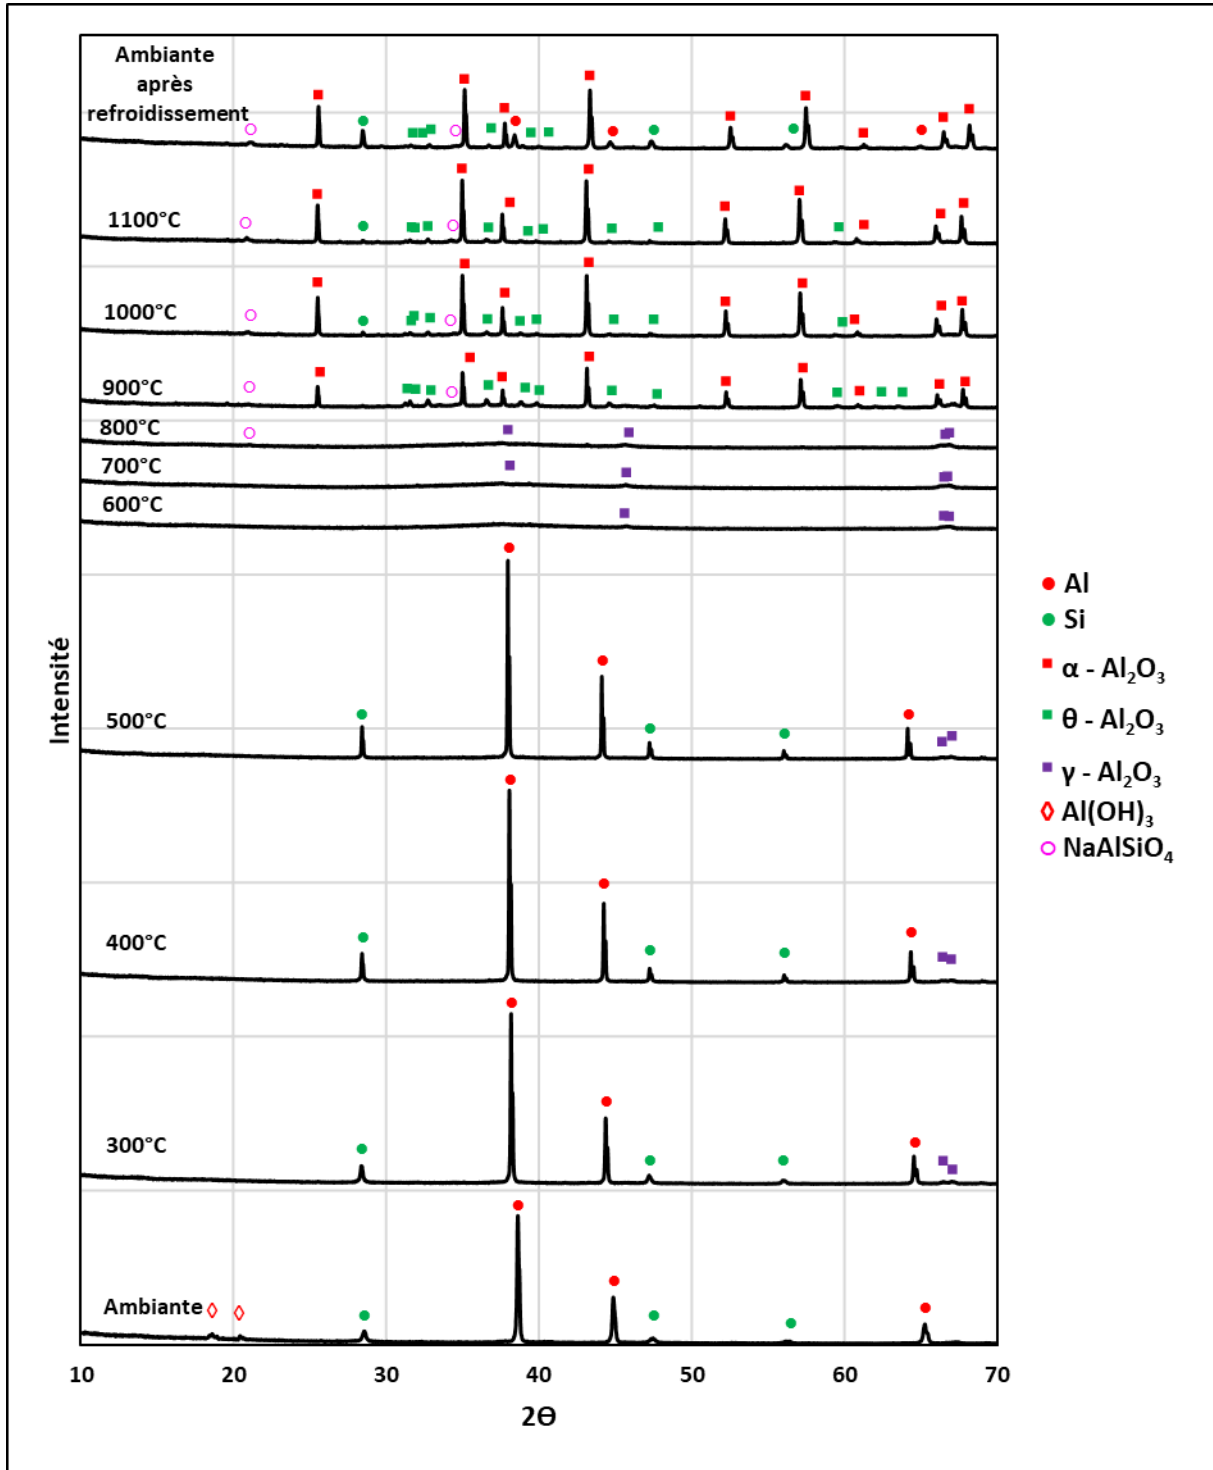 Ambiante
après
refroidissement
1100°C
1000°C
900°C
800°C
700°C
600°C
500°C
400°C
300°C
Ambiante
Intensité
10 20 30 40 50 60 70
2Ɵ
Al
Si
α - Al₂O₃
θ - Al₂O₃
γ - Al₂O₃
Al(OH)₃
NaAlSiO₄